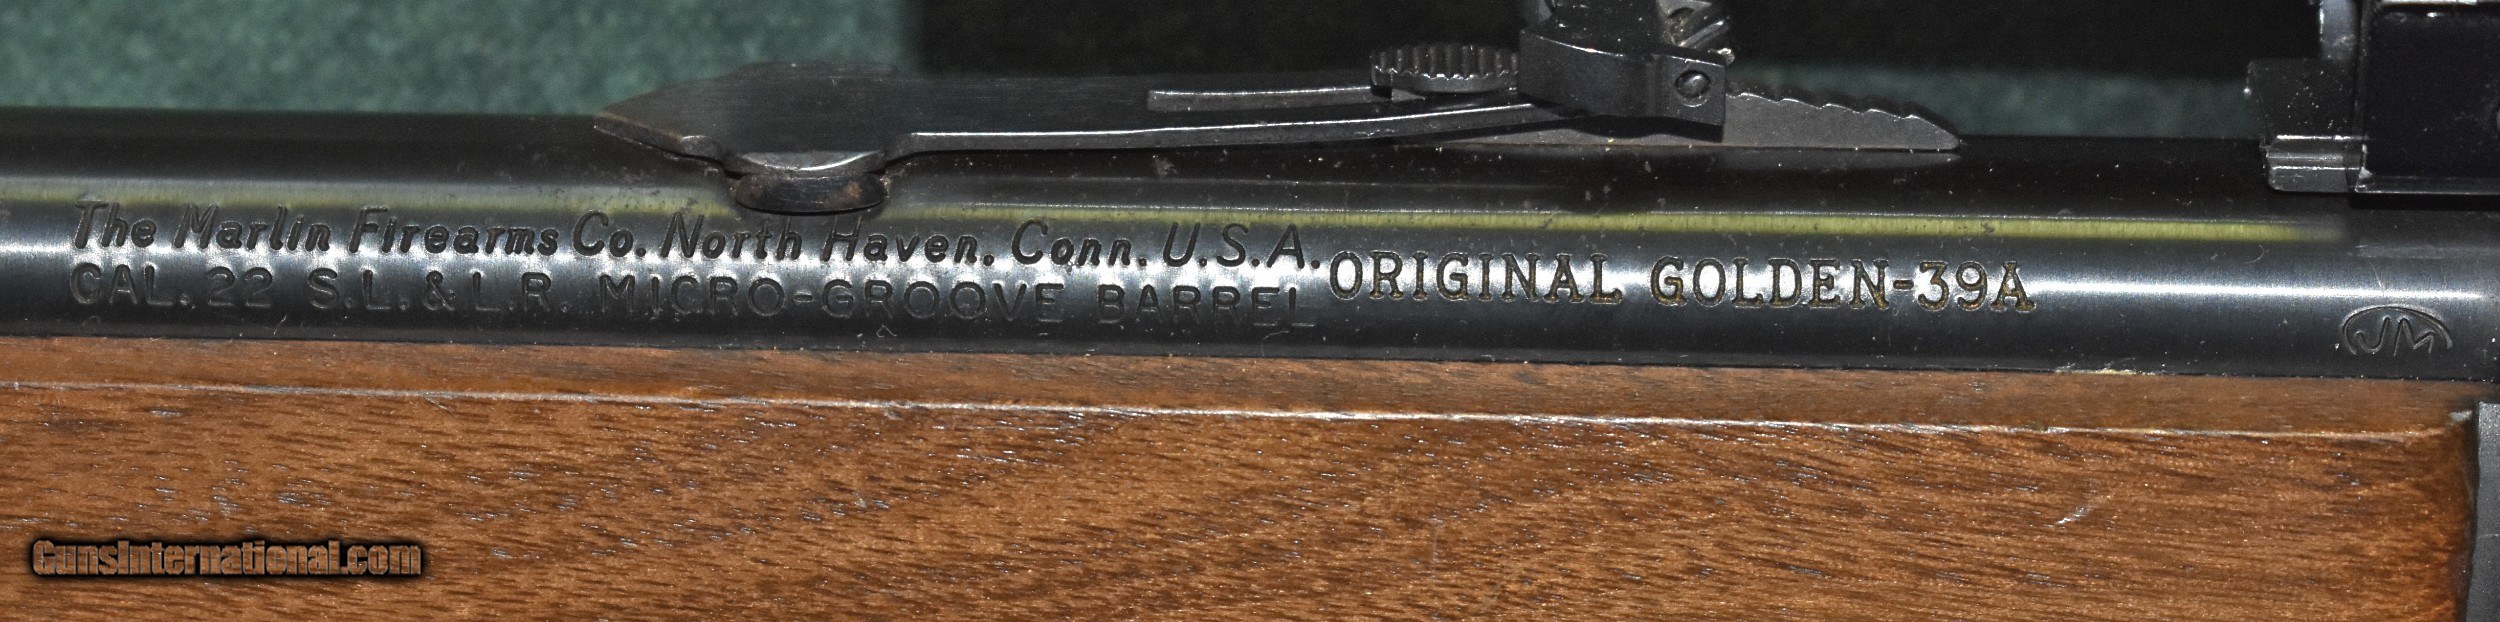 The Marlin Firearms Co. North Haven, Conn. U.S.A.
CAL. 22 S.L. & L.R. MICRO-GROOVE BARREL
ORIGINAL GOLDEN-39A
JM
GunsInternational.com